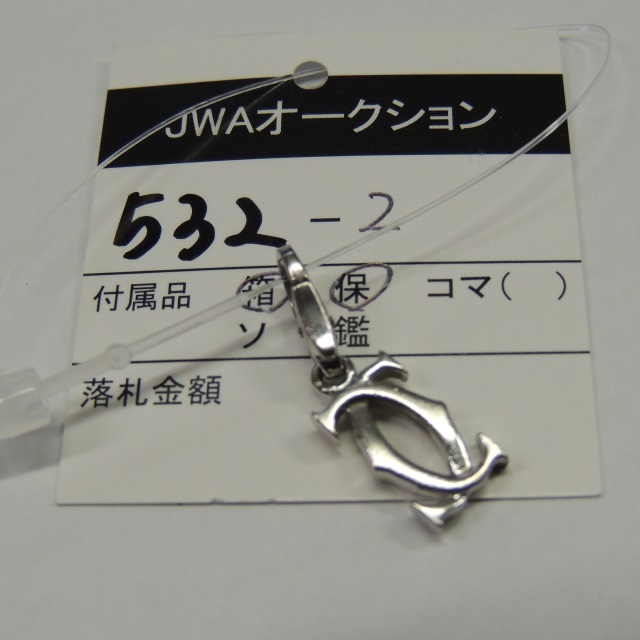 JWAオークション
532-2
付属品 箱 保 コマ( )
ソ 鑑
落札金額